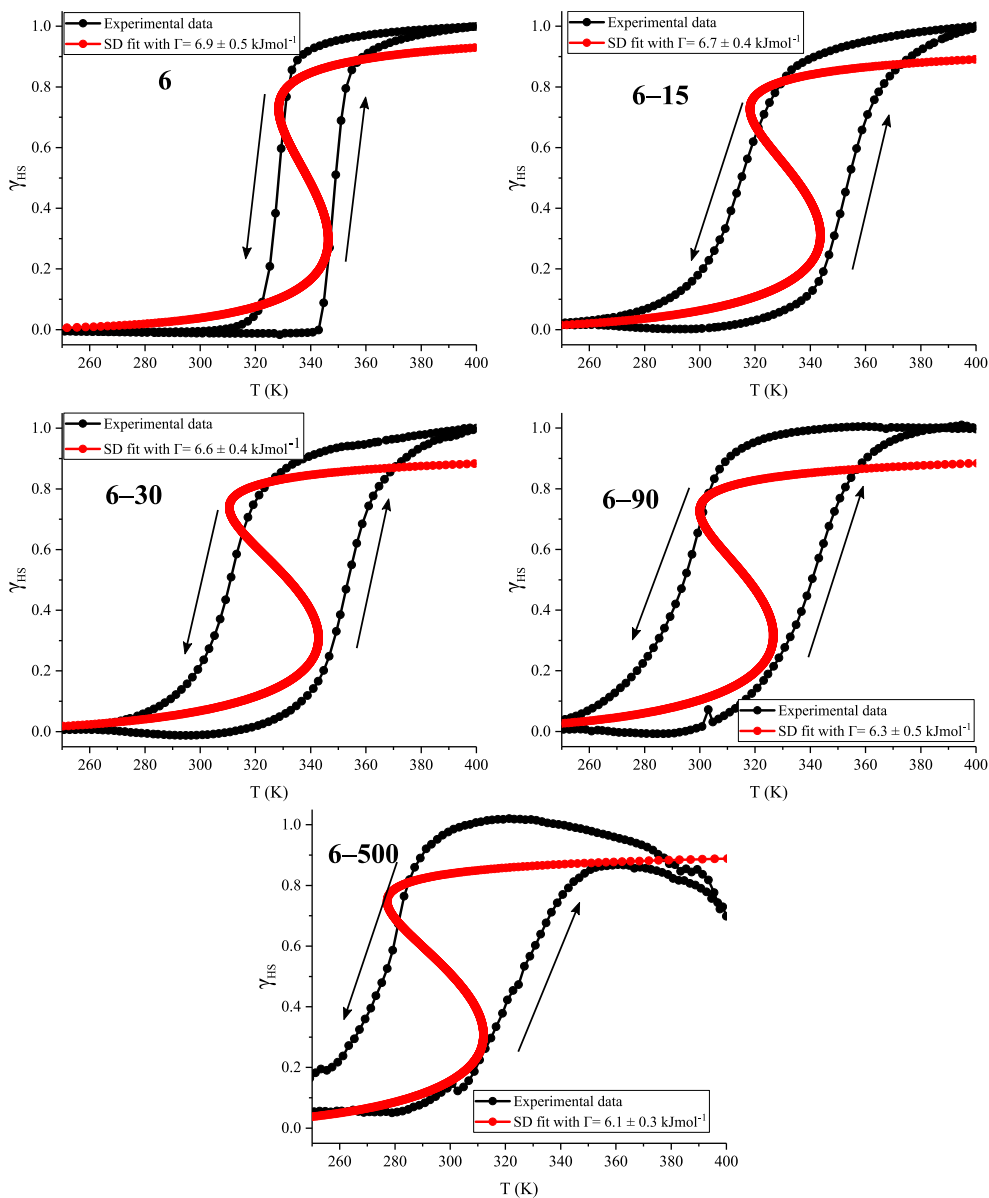 Experimental data
SD fit with Γ= 6.9 ± 0.5 kJmol⁻¹
6
1.0
0.8
0.6
0.4
0.2
0.0
γHS
260 280 300 320 340 360 380 400
T (K)
Experimental data
SD fit with Γ= 6.7 ± 0.4 kJmol⁻¹
6–15
1.0
0.8
0.6
0.4
0.2
0.0
γHS
260 280 300 320 340 360 380 400
T (K)
Experimental data
SD fit with Γ= 6.6 ± 0.4 kJmol⁻¹
6–30
1.0
0.8
0.6
0.4
0.2
0.0
γHS
260 280 300 320 340 360 380 400
T (K)
6–90
1.0
0.8
0.6
0.4
0.2
0.0
γHS
Experimental data
SD fit with Γ= 6.3 ± 0.5 kJmol⁻¹
260 280 300 320 340 360 380 400
T (K)
6–500
1.0
0.8
0.6
0.4
0.2
0.0
γHS
Experimental data
SD fit with Γ= 6.1 ± 0.3 kJmol⁻¹
260 280 300 320 340 360 380 400
T (K)